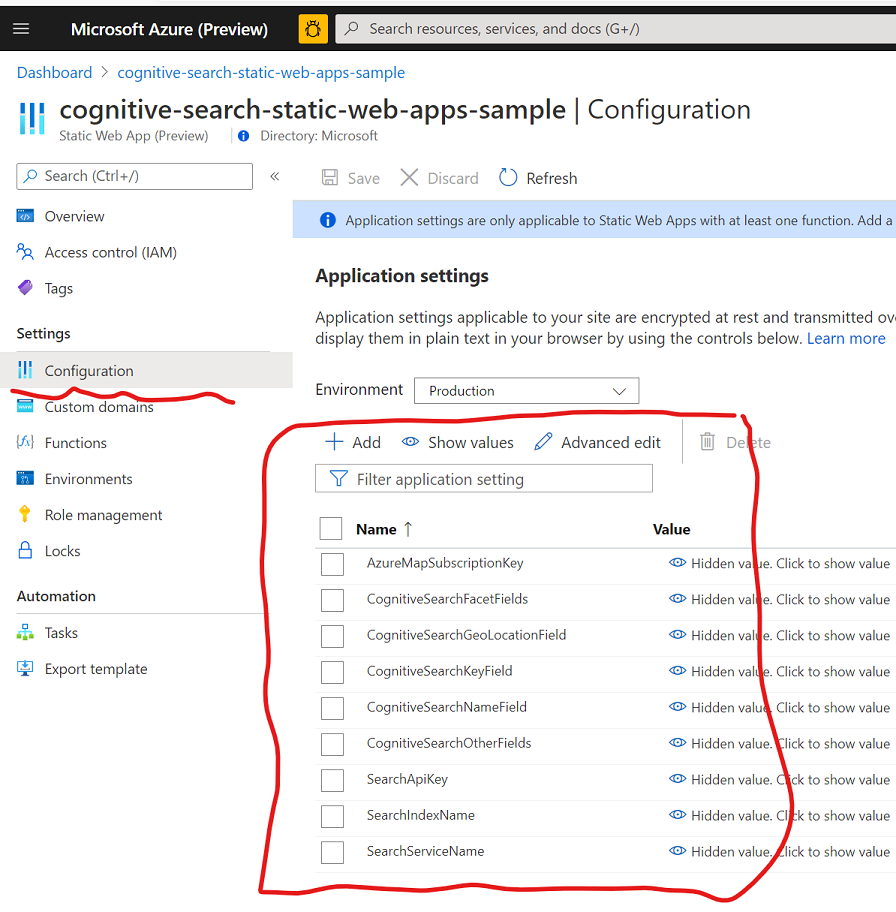 Microsoft Azure (Preview)
Search resources, services, and docs (G+/)
Dashboard > cognitive-search-static-web-apps-sample
cognitive-search-static-web-apps-sample | Configuration
Static Web App (Preview)
Directory: Microsoft
Search (Ctrl+/)
«
Overview
Access control (IAM)
Tags
Settings
Configuration
Custom domains
Functions
Environments
Role management
Locks
Automation
Tasks
Export template
Save
Discard
Refresh
Application settings are only applicable to Static Web Apps with at least one function. Add a
Application settings
Application settings applicable to your site are encrypted at rest and transmitted ov
display them in plain text in your browser by using the controls below. Learn more
Environment
Production
Add
Show values
Advanced edit
Delete
Filter application setting
Name ↑ Value
AzureMapSubscriptionKey Hidden value. Click to show value
CognitiveSearchFacetFields Hidden value. Click to show value
CognitiveSearchGeoLocationField Hidden value. Click to show value
CognitiveSearchKeyField Hidden value. Click to show value
CognitiveSearchNameField Hidden value. Click to show value
CognitiveSearchOtherFields Hidden value. Click to show value
SearchApiKey Hidden value. Click to show value
SearchIndexName Hidden value. Click to show value
SearchServiceName Hidden value. Click to show value